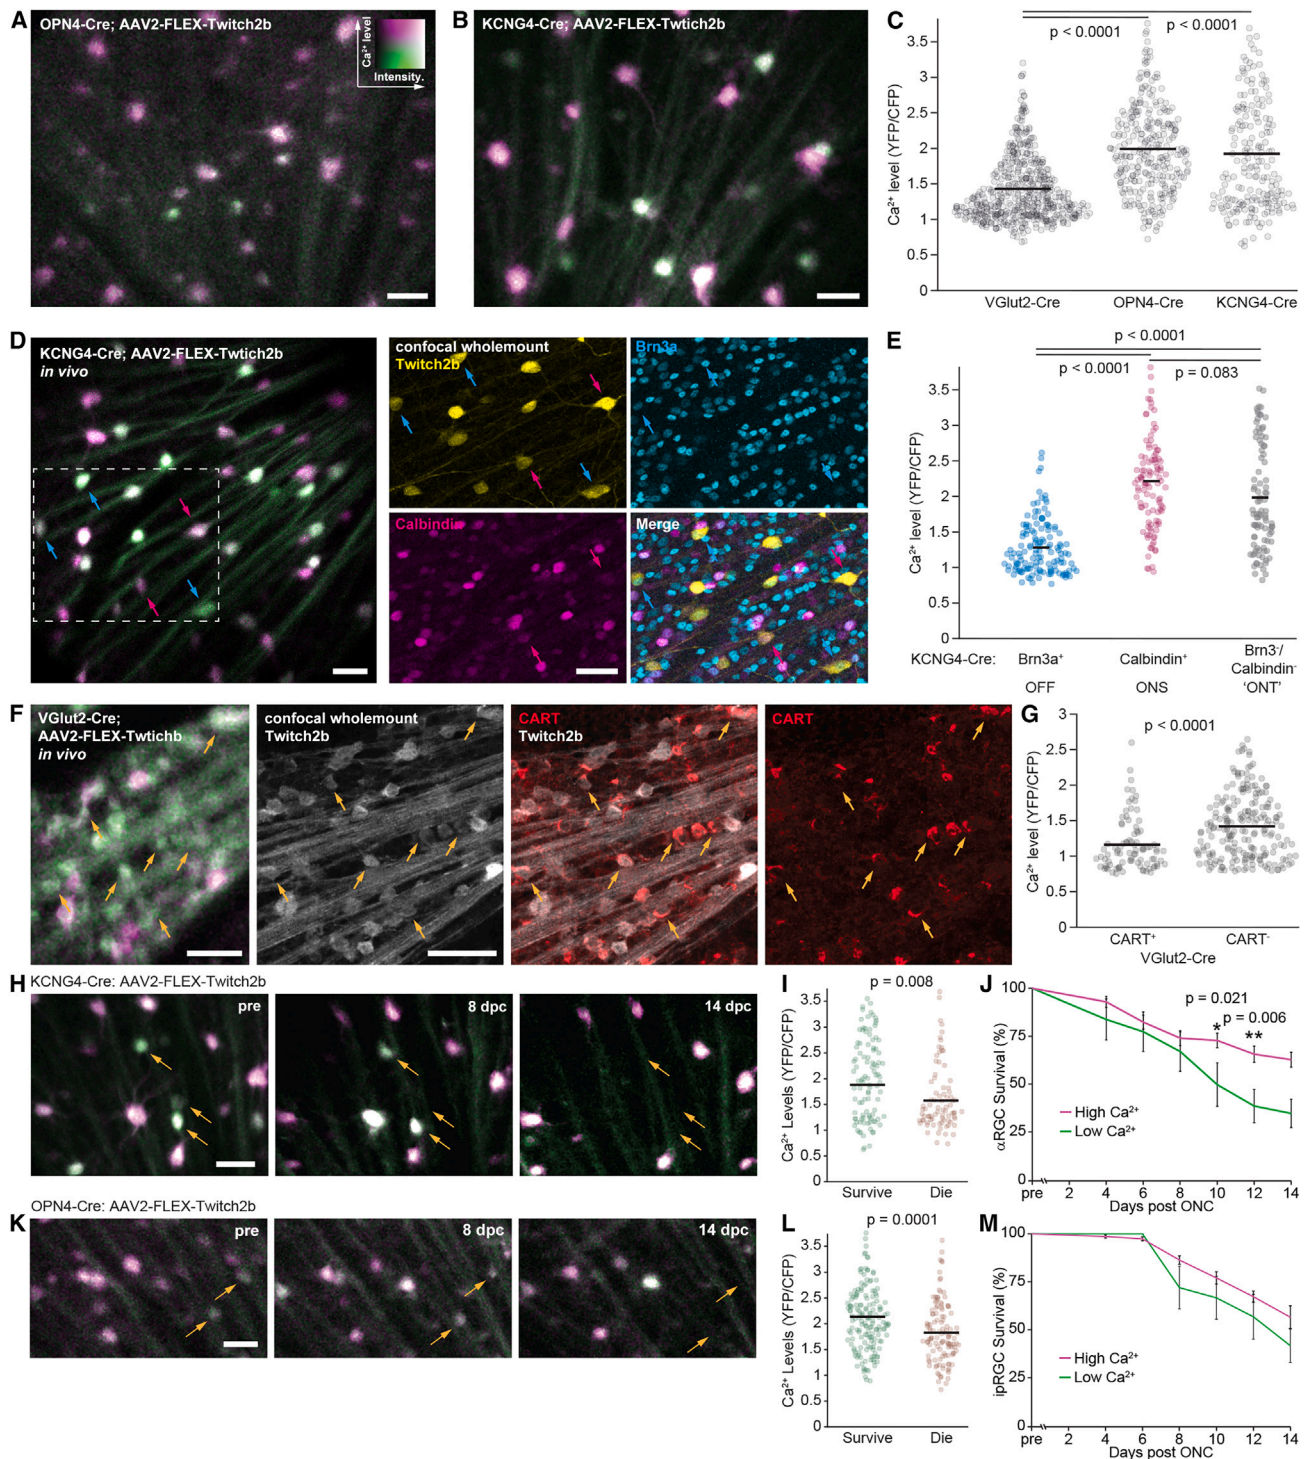 A
OPN4-Cre; AAV2-FLEX-Twitch2b
Ca²⁺ level
Intensity.
B
KCNG4-Cre; AAV2-FLEX-Twtich2b
C
p < 0.0001
p < 0.0001
Ca²⁺ level (YFP/CFP)
3.5
3
2.5
2
1.5
1
0.5
0
VGlut2-Cre
OPN4-Cre
KCNG4-Cre
D
KCNG4-Cre; AAV2-FLEX-Twtich2b
in vivo
confocal wholemount
Twitch2b
Brn3a
Calbindin
Merge
E
p < 0.0001
p < 0.0001
p = 0.083
Ca²⁺ level (YFP/CFP)
3.5
3
2.5
2
1.5
1
0.5
0
KCNG4-Cre:
Brn3a⁺
OFF
Calbindin⁺
ONS
Brn3⁻/
Calbindin⁻
'ONT'
F
VGlut2-Cre;
AAV2-FLEX-Twtichb
in vivo
confocal wholemount
Twitch2b
CART
Twitch2b
CART
G
p < 0.0001
Ca²⁺ level (YFP/CFP)
3
2.5
2
1.5
1
0.5
0
CART⁺
CART⁻
VGlut2-Cre
H
KCNG4-Cre: AAV2-FLEX-Twitch2b
pre
8 dpc
14 dpc
I
p = 0.008
Ca²⁺ Levels (YFP/CFP)
3.5
3
2.5
2
1.5
1
0.5
0
Survive
Die
J
p = 0.021
p = 0.006
*
**
αRGC Survival (%)
100
75
50
25
0
High Ca²⁺
Low Ca²⁺
pre
2
4
6
8
10
12
14
Days post ONC
K
OPN4-Cre: AAV2-FLEX-Twitch2b
pre
8 dpc
14 dpc
L
p = 0.0001
Ca²⁺ Levels (YFP/CFP)
3.5
3
2.5
2
1.5
1
0.5
0
Survive
Die
M
ipRGC Survival (%)
100
75
50
25
0
High Ca²⁺
Low Ca²⁺
pre
2
4
6
8
10
12
14
Days post ONC